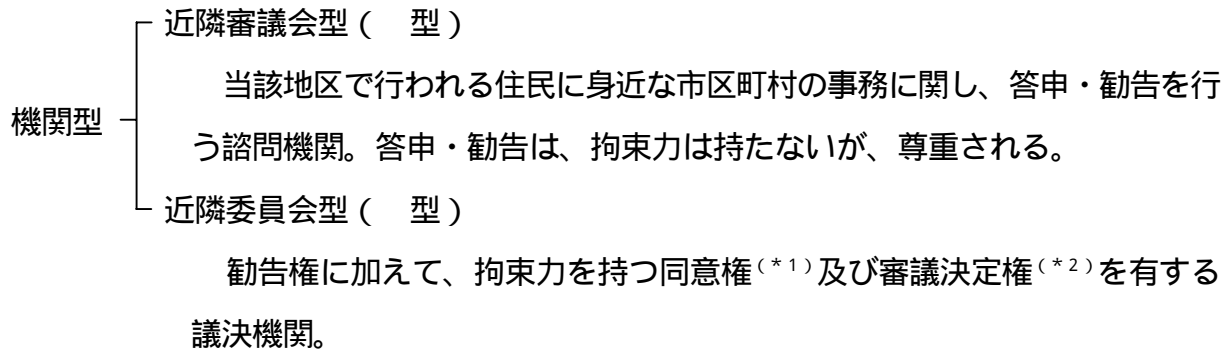 近隣審議会型(　型)
当該地区で行われる住民に身近な市区町村の事務に関し、答申・勧告を行
機関型
う諮問機関。答申・勧告は、拘束力は持たないが、尊重される。
近隣委員会型(　型)
勧告権に加えて、拘束力を持つ同意権(*1)及び審議決定権(*2)を有する
議決機関。